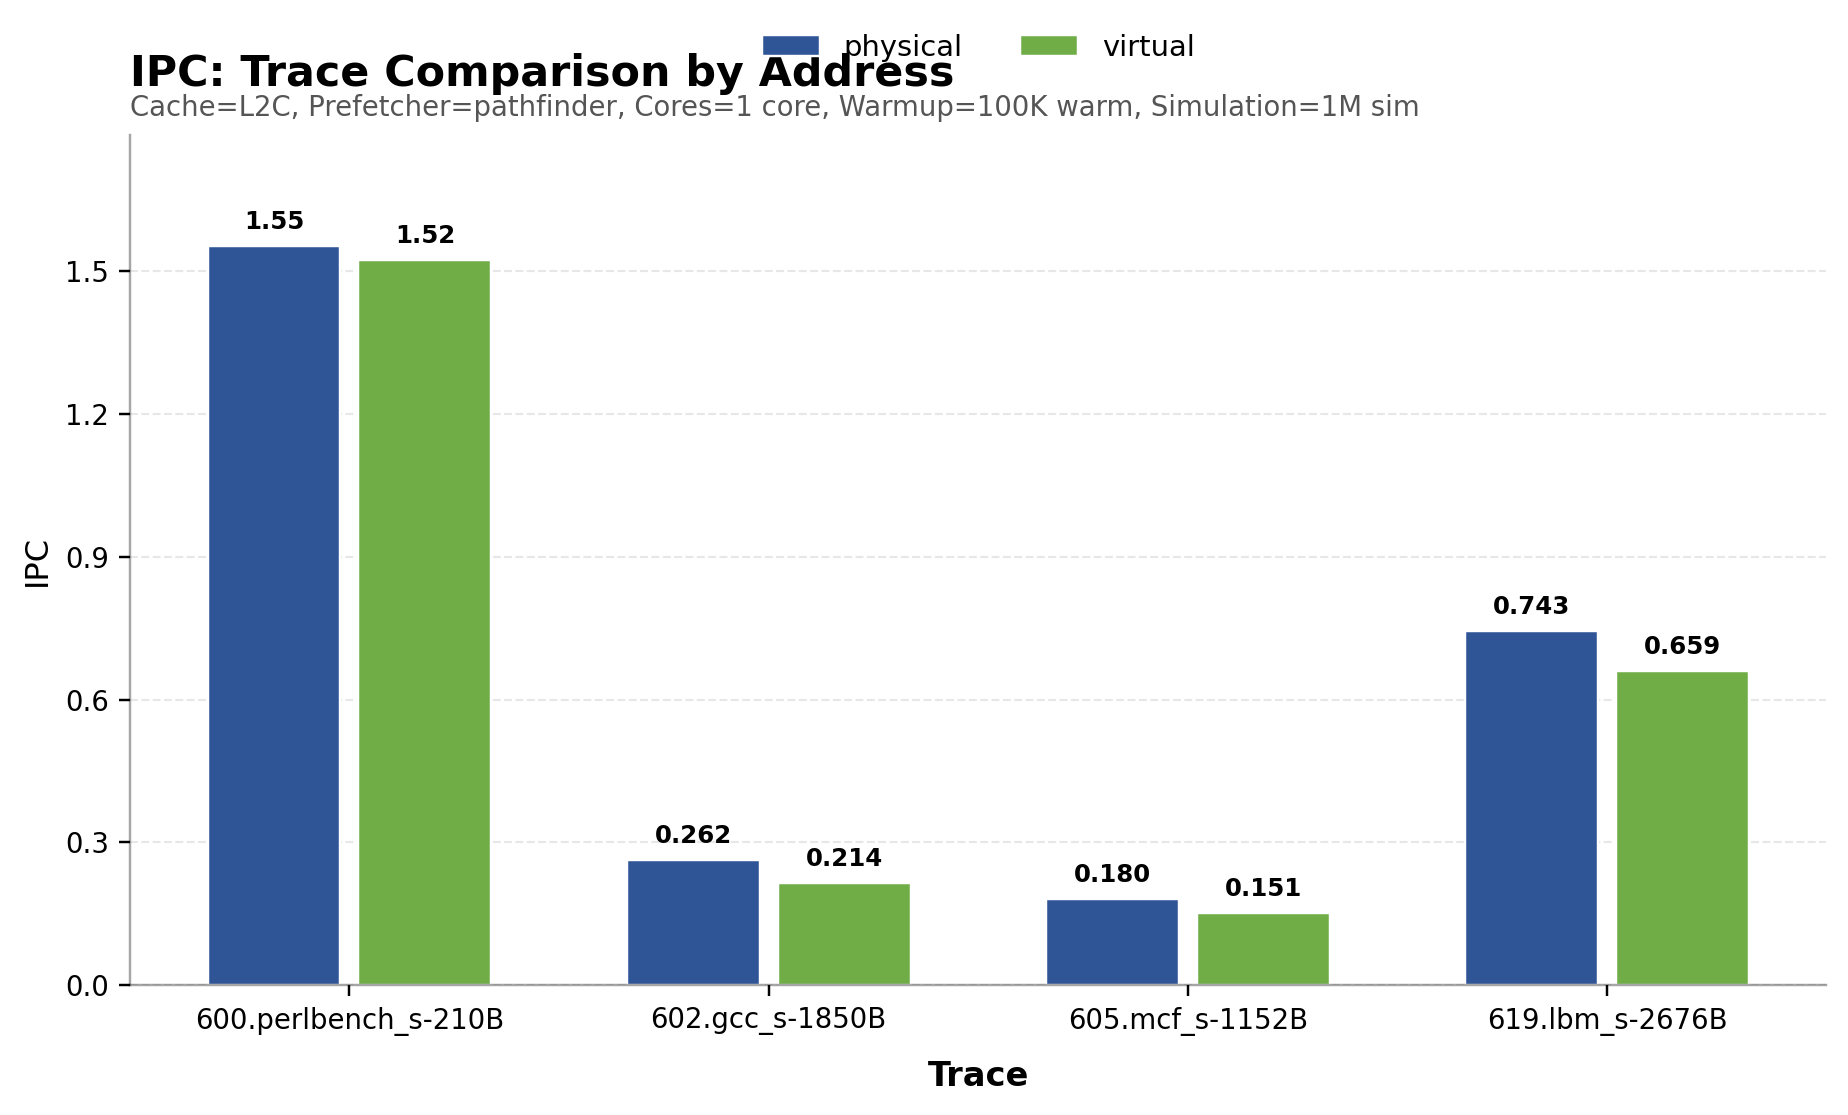 physical virtual
IPC: Trace Comparison by Address
Cache=L2C, Prefetcher=pathfinder, Cores=1 core, Warmup=100K warm, Simulation=1M sim
1.55
1.52
1.5
1.2
0.9
IPC
0.743
0.659
0.6
0.3
0.262
0.214
0.180
0.151
0.0
600.perlbench_s-210B 602.gcc_s-1850B 605.mcf_s-1152B 619.lbm_s-2676B
Trace